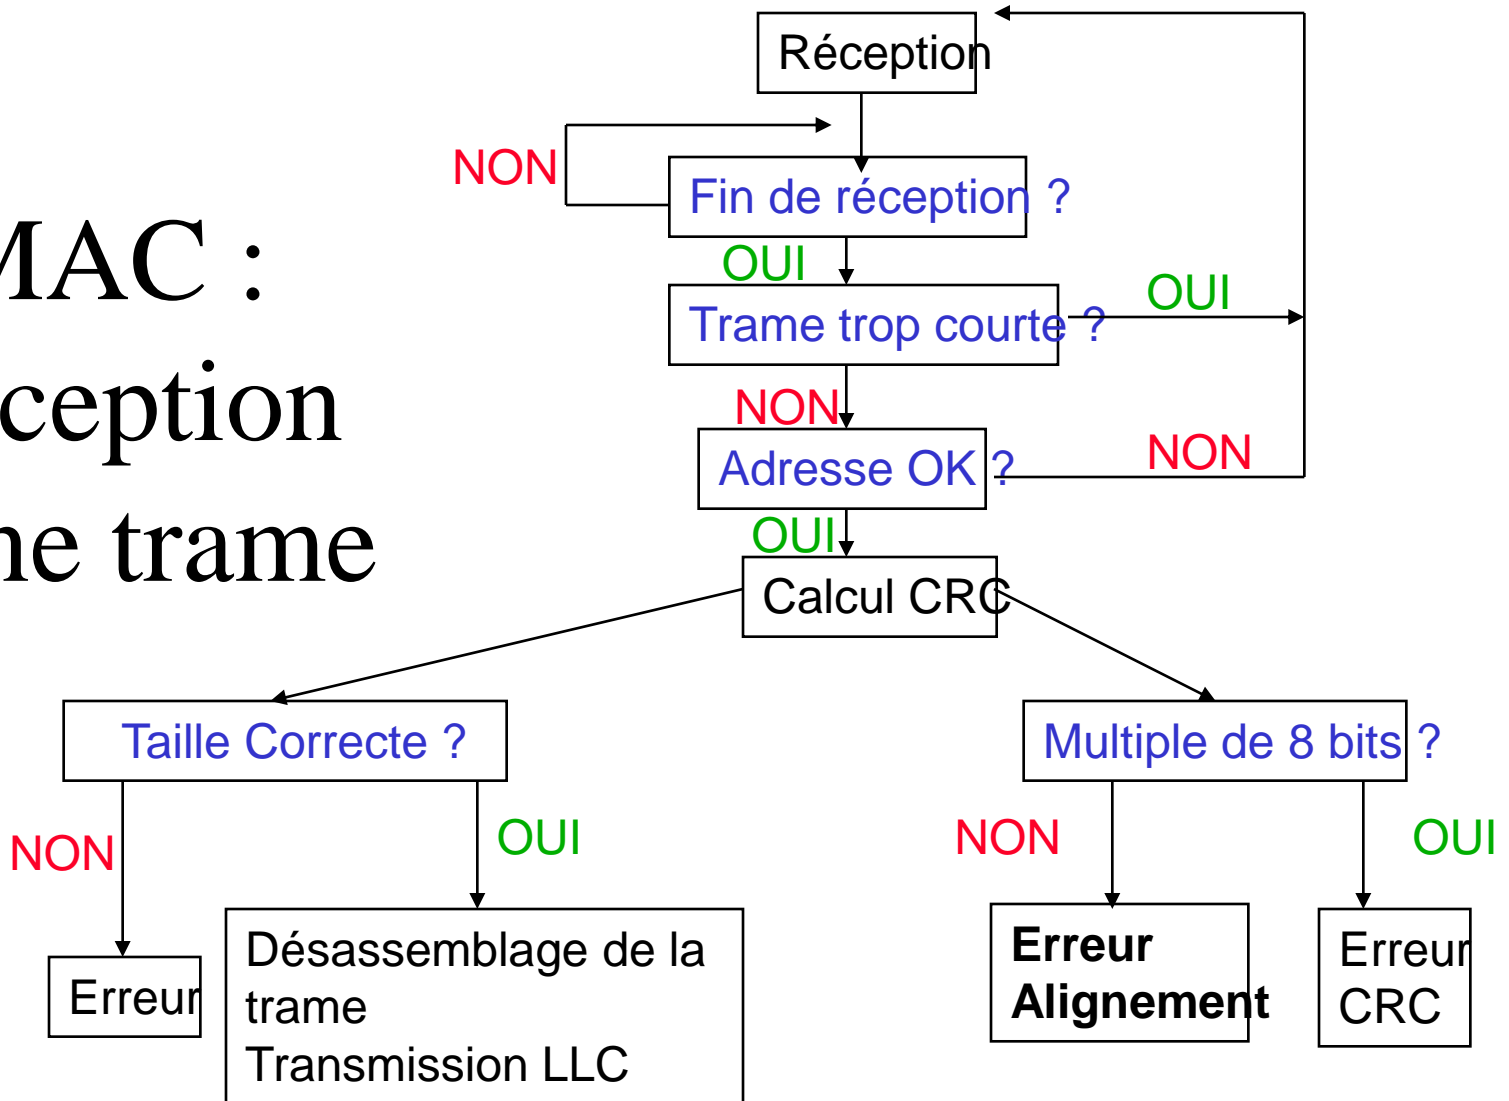 Réception
NON
Fin de réception ?
MAC :
OUI
OUI
Trame trop courte ?
ception
NON
NON
Adresse OK ?
ne trame
OUI
Calcul CRC
Taille Correcte ?
Multiple de 8 bits ?
NON
OUI
NON
OUI
Erreur
Désassemblage de la
trame
Transmission LLC
Erreur
Alignement
Erreur
CRC